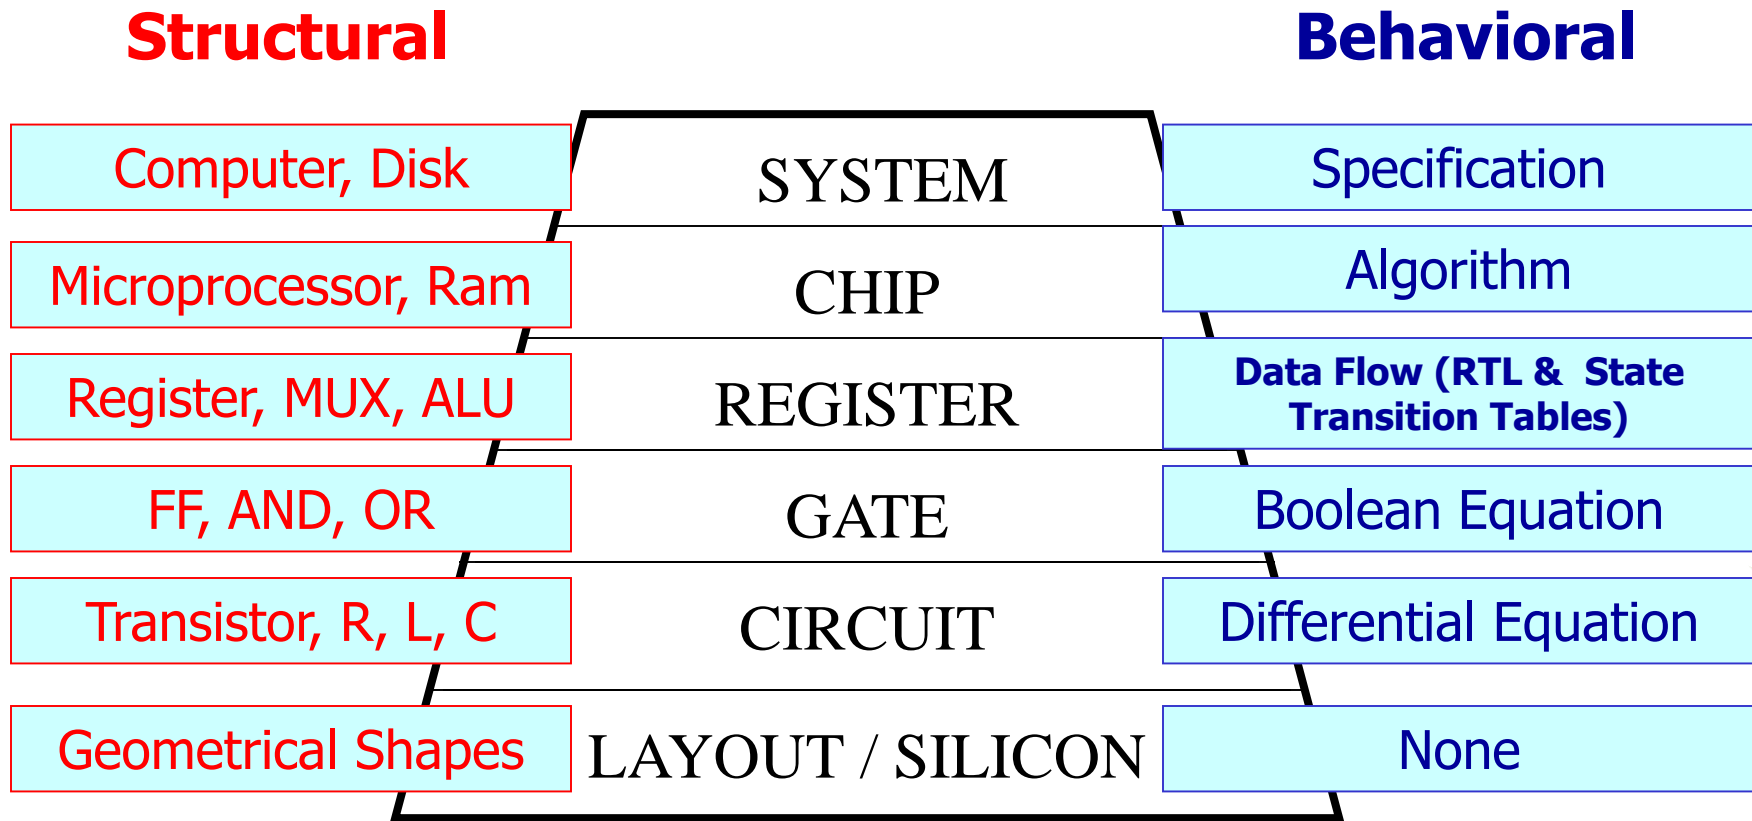 Structural
Behavioral
Computer, Disk
SYSTEM
Specification
Microprocessor, Ram
CHIP
Algorithm
Register, MUX, ALU
REGISTER
Data Flow (RTL &  State
Transition Tables)
FF, AND, OR
GATE
Boolean Equation
Transistor, R, L, C
CIRCUIT
Differential Equation
Geometrical Shapes
LAYOUT / SILICON
None